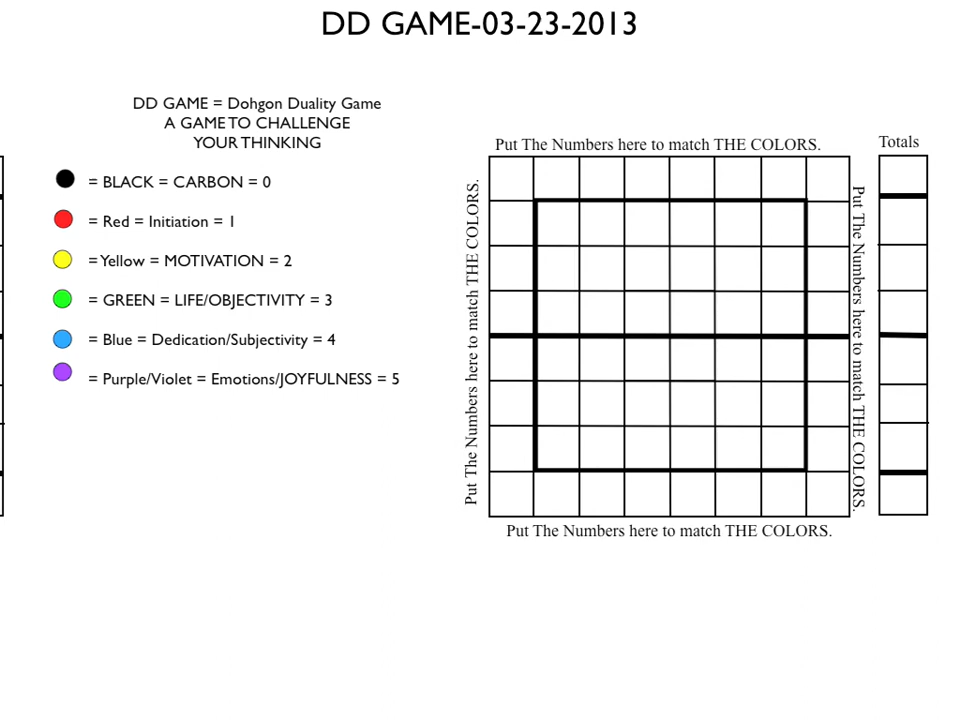 DD GAME-03-23-2013
DD GAME = Dohgon Duality Game
A GAME TO CHALLENGE
YOUR THINKING
= BLACK = CARBON = 0
= Red = Initiation = 1
= Yellow = MOTIVATION = 2
= GREEN = LIFE/OBJECTIVITY = 3
= Blue = Dedication/Subjectivity = 4
= Purple/Violet = Emotions/JOYFULNESS = 5
Put The Numbers here to match THE COLORS.
Put The Numbers here to match THE COLORS.
Put The Numbers here to match THE COLORS.
Put The Numbers here to match THE COLORS.
Totals